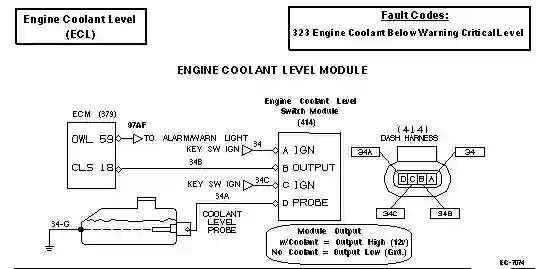 Engine Coolant Level
(ECL)
Fault Codes:
323 Engine Coolant Below Warning Critical Level
ENGINE COOLANT LEVEL MODULE
Engine Coolant Level
Switch Module
(414)
ECM (379)
97AF
OWL 59
TO ALARM/WARN LIGHT
34
KEY SW IGN
A IGN
CLS 18
34B
B OUTPUT
34C
KEY SW IGN
C IGN
34A
D PROBE
(414)
DASH HARNESS
34A
34
D C B A
34C
34B
34-G
COOLANT
LEVEL
PROBE
Module Output
w/Coolant = Output High (12v)
No Coolant = Output Low (Gnd.)
EC-7074